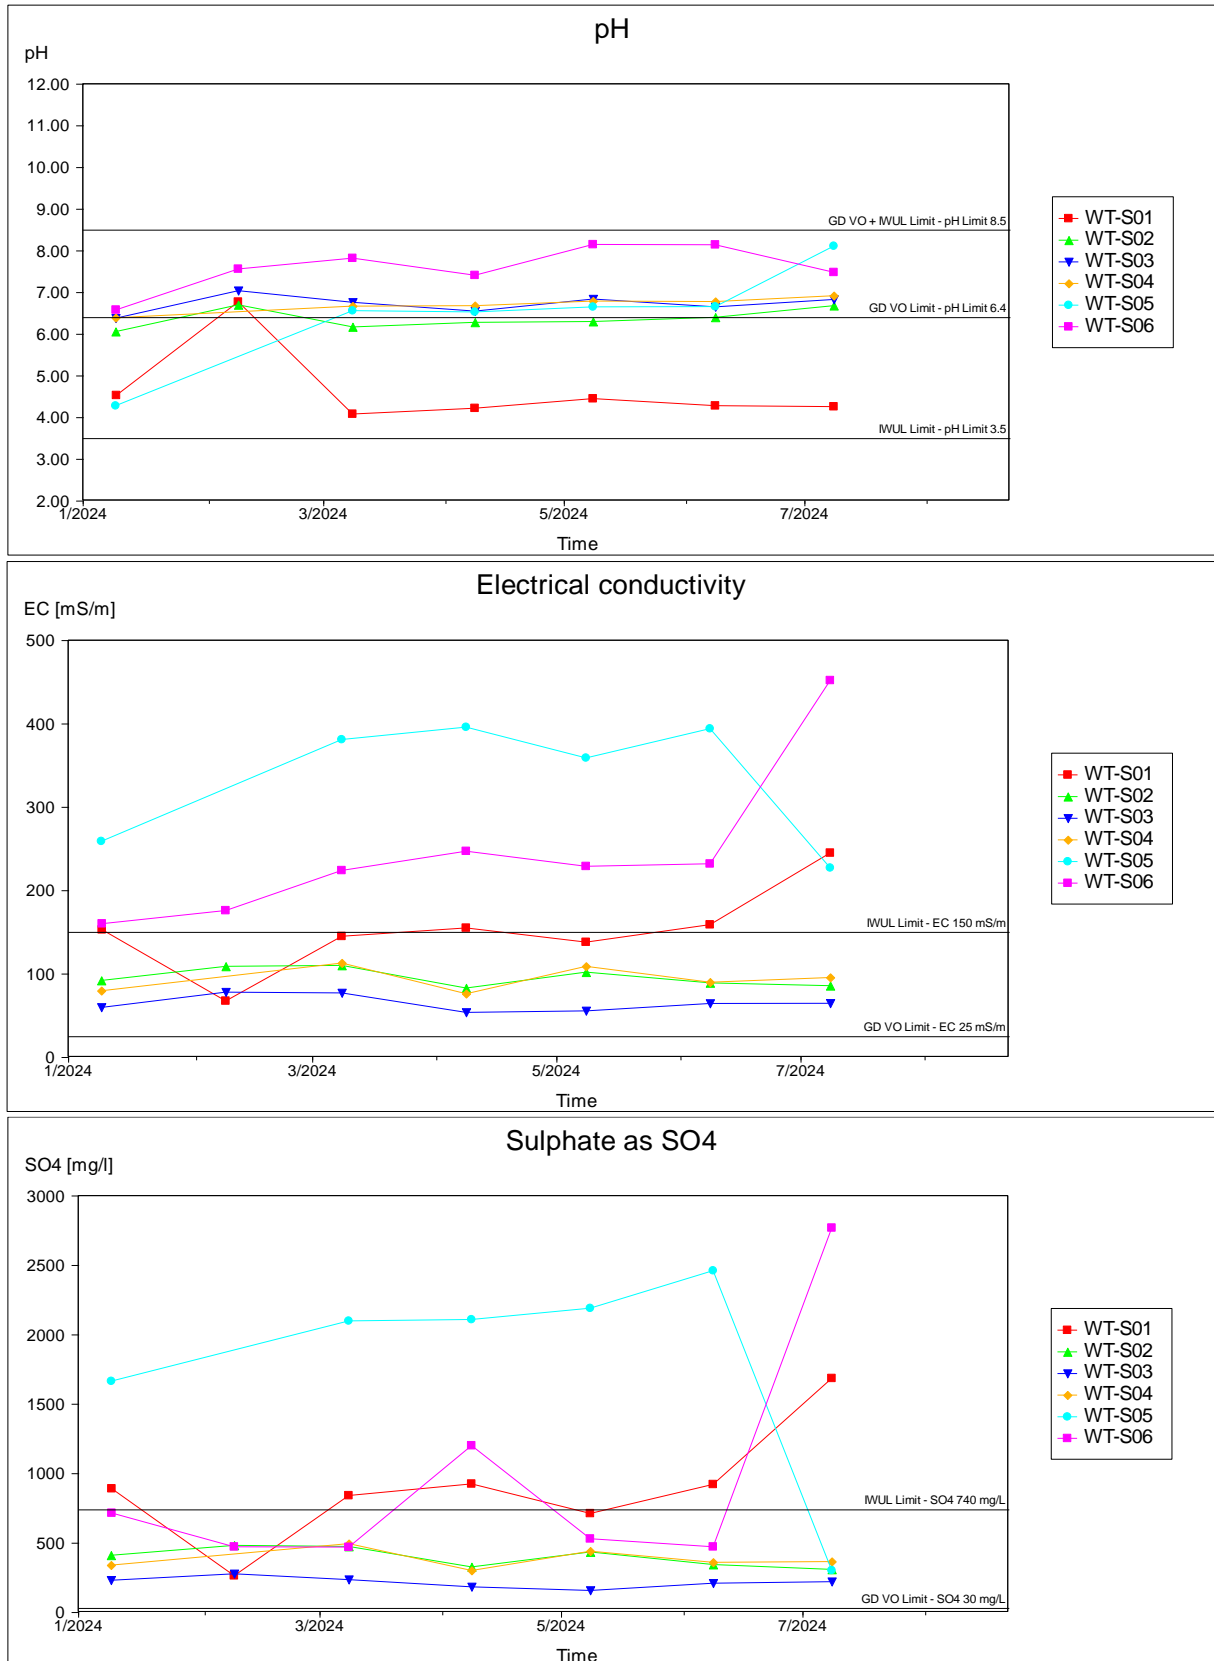 pH
pH
12.00
11.00
10.00
9.00
GD VO + IWUL Limit - pH Limit 8.5
8.00
7.00
GD VO Limit - pH Limit 6.4
6.00
5.00
4.00
IWUL Limit - pH Limit 3.5
3.00
2.00
1/2024 3/2024 5/2024 7/2024
Time
WT-S01
WT-S02
WT-S03
WT-S04
WT-S05
WT-S06
Electrical conductivity
EC [mS/m]
500
400
300
200
IWUL Limit - EC 150 mS/m
100
GD VO Limit - EC 25 mS/m
0
1/2024 3/2024 5/2024 7/2024
Time
WT-S01
WT-S02
WT-S03
WT-S04
WT-S05
WT-S06
Sulphate as SO4
SO4 [mg/l]
3000
2500
2000
1500
1000
IWUL Limit - SO4 740 mg/L
500
GD VO Limit - SO4 30 mg/L
0
1/2024 3/2024 5/2024 7/2024
Time
WT-S01
WT-S02
WT-S03
WT-S04
WT-S05
WT-S06